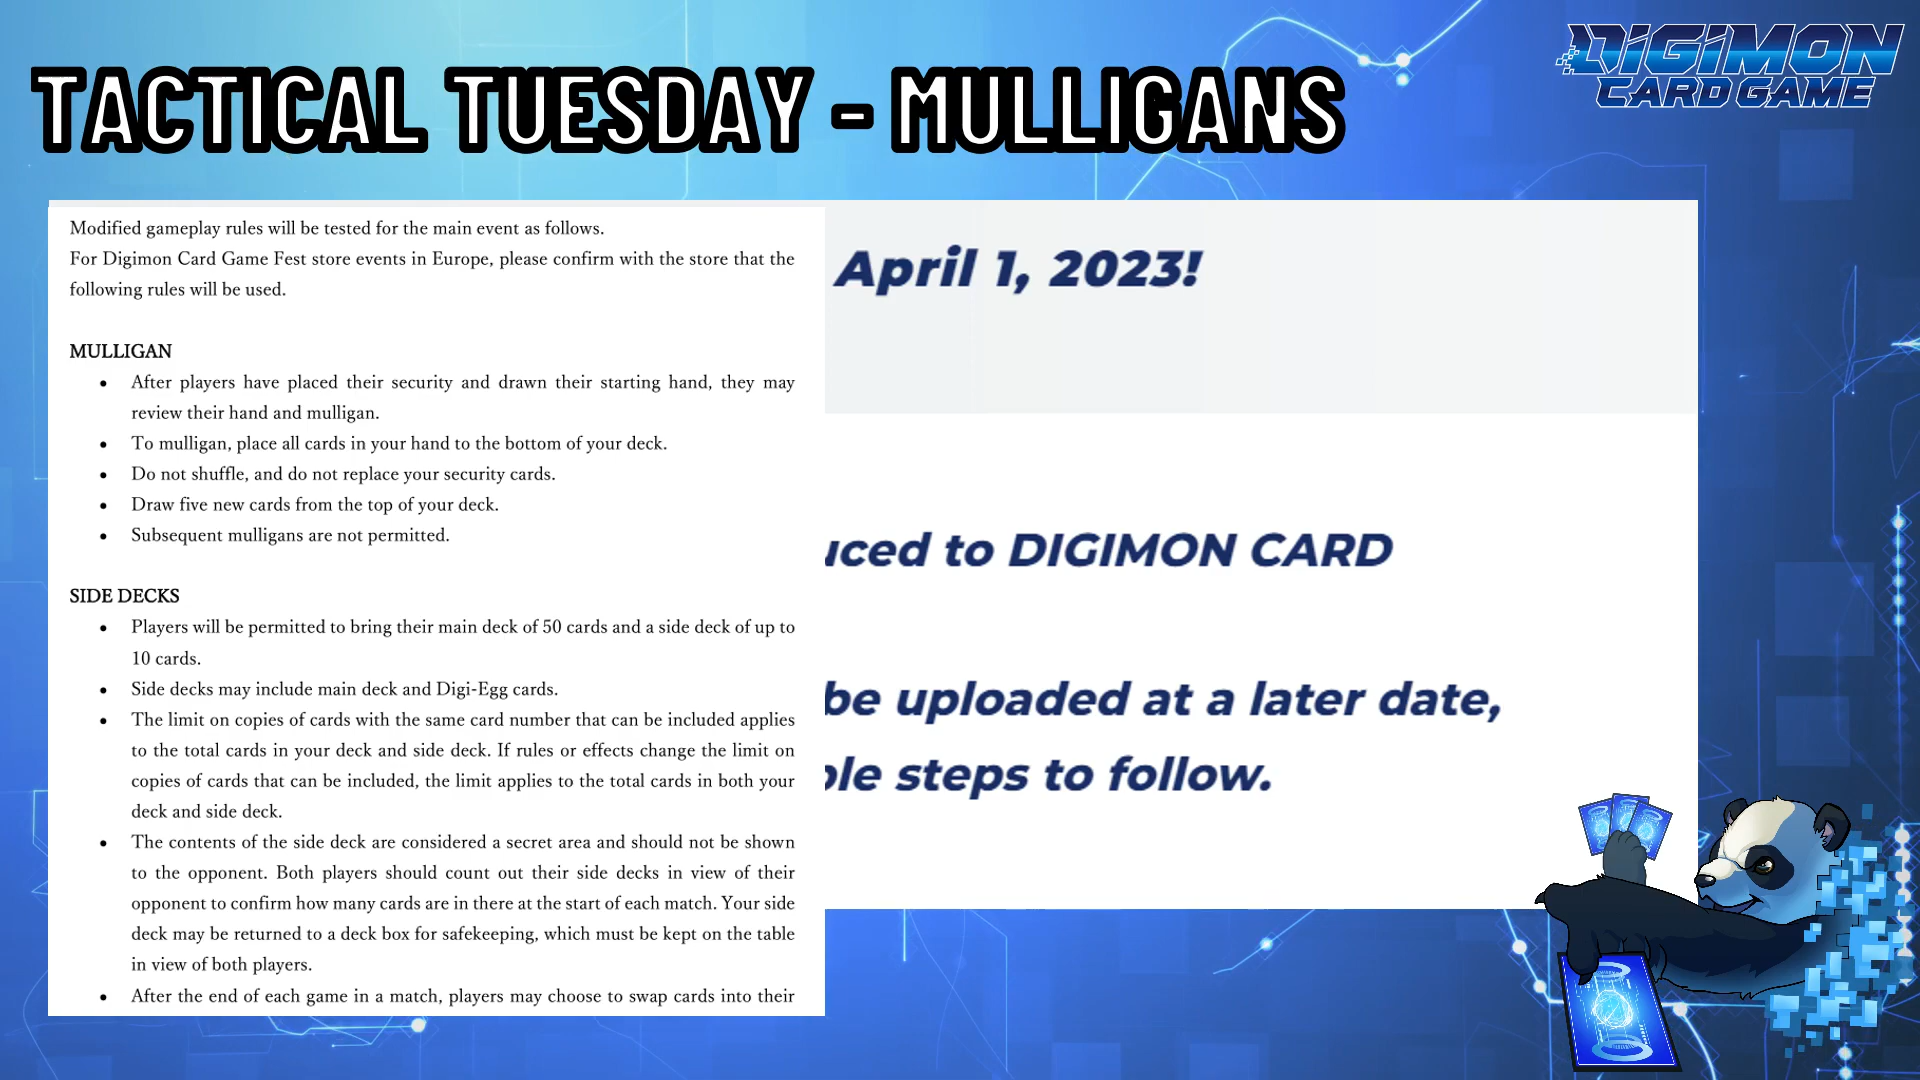 TACTICAL TUESDAY - MULLIGANS
DIGIMON
CARD GAME
Modified gameplay rules will be tested for the main event as follows.
For Digimon Card Game Fest store events in Europe, please confirm with the store that the
following rules will be used.
MULLIGAN
• After players have placed their security and drawn their starting hand, they may
review their hand and mulligan.
• To mulligan, place all cards in your hand to the bottom of your deck.
• Do not shuffle, and do not replace your security cards.
• Draw five new cards from the top of your deck.
• Subsequent mulligans are not permitted.
SIDE DECKS
• Players will be permitted to bring their main deck of 50 cards and a side deck of up to
10 cards.
• Side decks may include main deck and Digi-Egg cards.
• The limit on copies of cards with the same card number that can be included applies
to the total cards in your deck and side deck. If rules or effects change the limit on
copies of cards that can be included, the limit applies to the total cards in both your
deck and side deck.
• The contents of the side deck are considered a secret area and should not be shown
to the opponent. Both players should count out their side decks in view of their
opponent to confirm how many cards are in there at the start of each match. Your side
deck may be returned to a deck box for safekeeping, which must be kept on the table
in view of both players.
• After the end of each game in a match, players may choose to swap cards into their
April 1, 2023!
uced to DIGIMON CARD
be uploaded at a later date,
ple steps to follow.